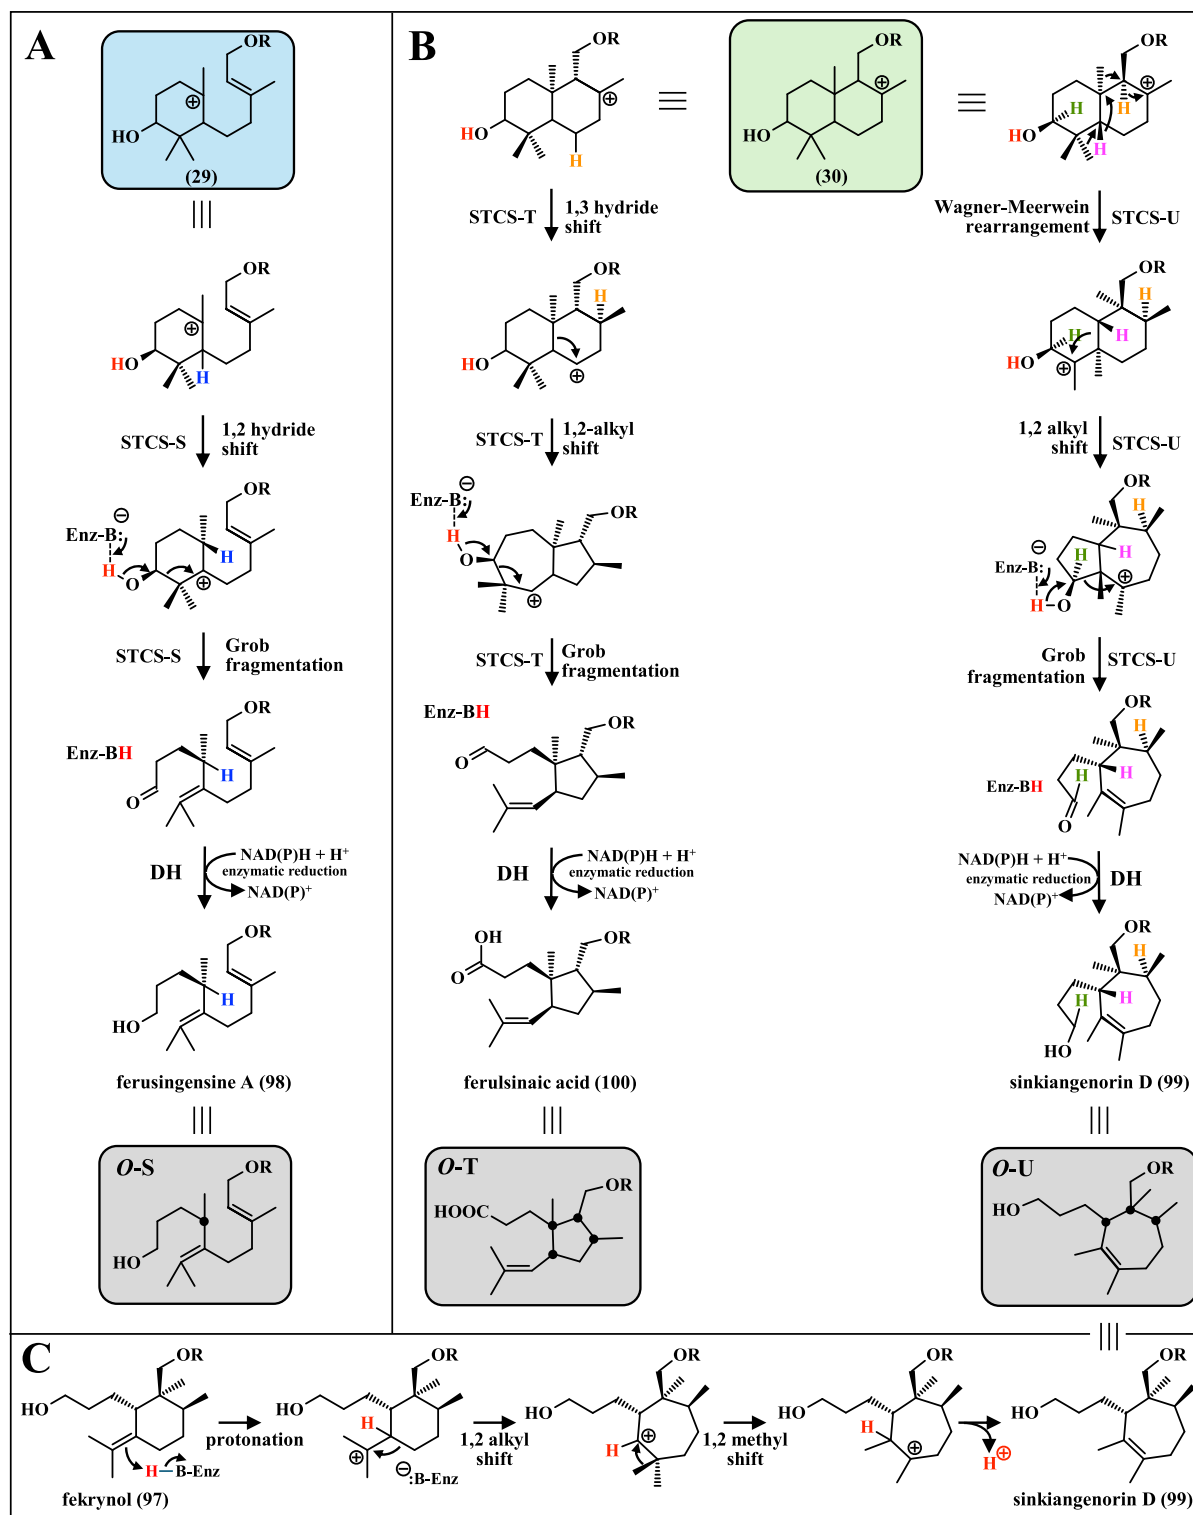 A
OR
⊕
HO
(29)
OR
⊕
HO
H
STCS-S
1,2 hydride
shift
OR
⊖
Enz-B:
H
O
H
⊕
STCS-S
Grob
fragmentation
OR
Enz-BH
H
O
DH
NAD(P)H + H⁺
enzymatic reduction
NAD(P)⁺
OR
H
HO
ferusingensine A (98)
O-S
OR
HO
B
OR
⊕
HO
H
STCS-T
1,3 hydride
shift
OR
H
HO
⊕
STCS-T
1,2-alkyl
shift
⊖
Enz-B:
H
O
OR
⊕
STCS-T
Grob
fragmentation
Enz-BH
OR
O
DH
NAD(P)H + H⁺
enzymatic reduction
NAD(P)⁺
OH
O
OR
ferulsinaic acid (100)
O-T
OR
HOOC
OR
⊕
HO
(30)
OR
⊕
H
H
HO
H
Wagner-Meerwein
rearrangement
STCS-U
OR
H
H
H
HO
⊕
1,2 alkyl
shift
STCS-U
OR
H
⊖
H
H
Enz-B:
⊕
H
O
Grob
fragmentation
STCS-U
OR
H
H
H
Enz-BH
O
NAD(P)H + H⁺
enzymatic reduction
NAD(P)⁺
DH
OR
H
H
H
HO
sinkiangenorin D (99)
O-U
OR
HO
C
OR
HO
H-B-Enz
fekrynol (97)
protonation
OR
HO
H
⊕
⊖
:B-Enz
1,2 alkyl
shift
OR
HO
H
⊕
1,2 methyl
shift
OR
HO
H
⊕
H⊕
OR
HO
sinkiangenorin D (99)